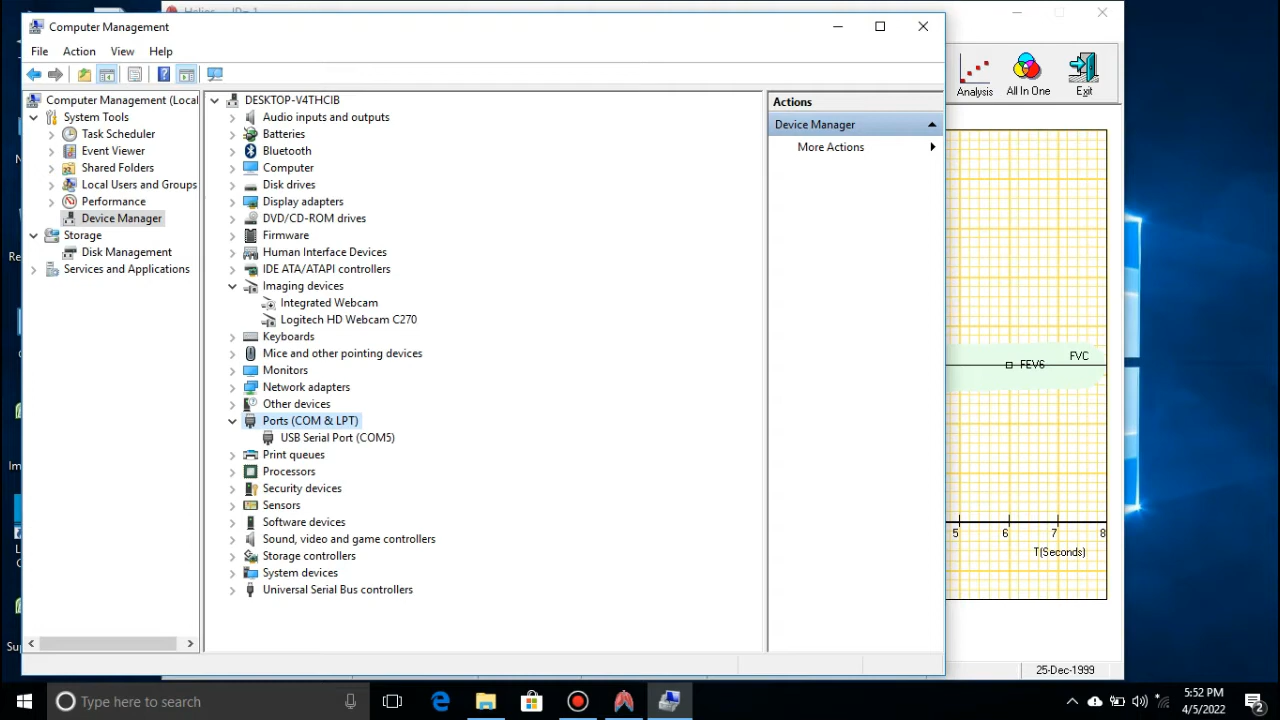 Computer Management
File Action View Help
Computer Management (Local
System Tools
Task Scheduler
Event Viewer
Shared Folders
Local Users and Groups
Performance
Device Manager
Storage
Disk Management
Services and Applications
DESKTOP-V4THCIB
Audio inputs and outputs
Batteries
Bluetooth
Computer
Disk drives
Display adapters
DVD/CD-ROM drives
Firmware
Human Interface Devices
IDE ATA/ATAPI controllers
Imaging devices
Integrated Webcam
Logitech HD Webcam C270
Keyboards
Mice and other pointing devices
Monitors
Network adapters
Other devices
Ports (COM & LPT)
USB Serial Port (COM5)
Print queues
Processors
Security devices
Sensors
Software devices
Sound, video and game controllers
Storage controllers
System devices
Universal Serial Bus controllers
Actions
Device Manager
More Actions
Analysis All In One Exit
FVC
FEV6
5 6 7 8
T(Seconds)
25-Dec-1999
Type here to search
5:52 PM
4/5/2022
2